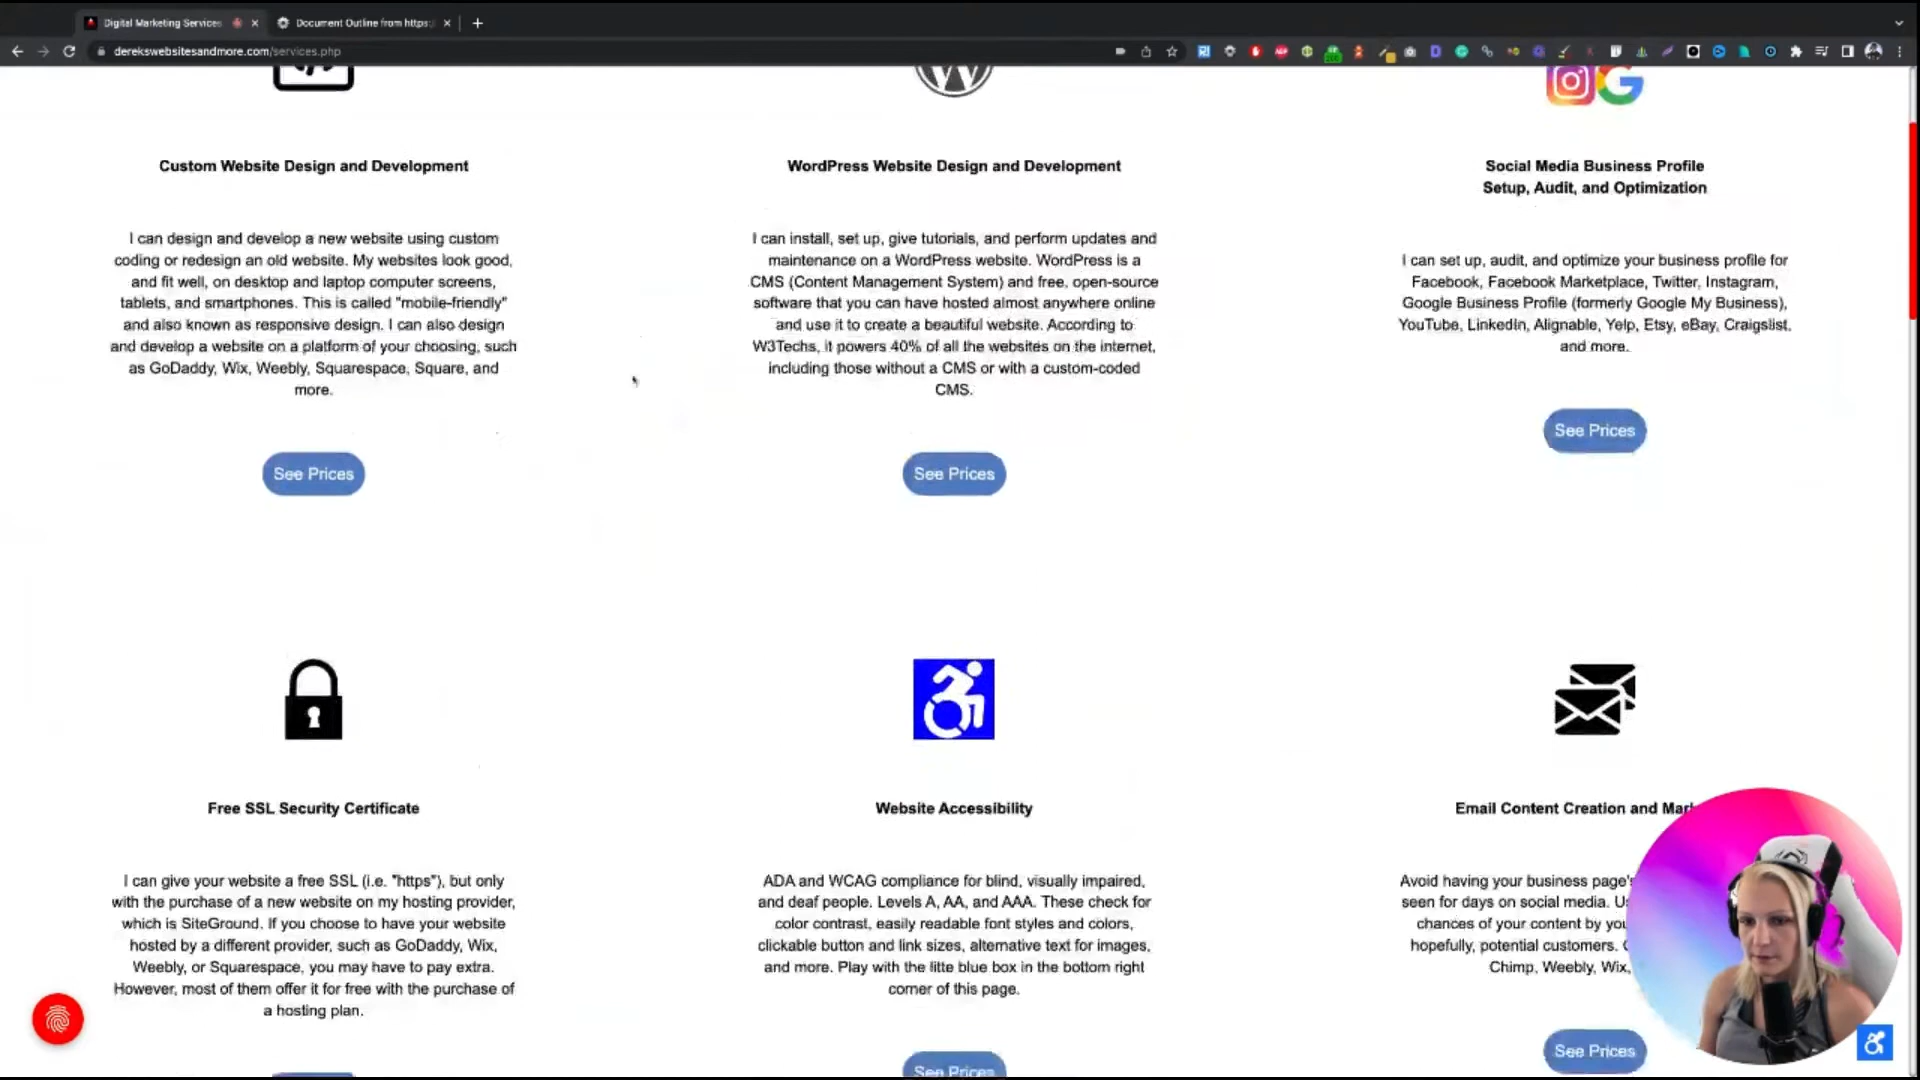 Digital Marketing Services
Document Outline from https:
derekswebsitesandmore.com/services.php
Custom Website Design and Development
I can design and develop a new website using custom
coding or redesign an old website. My websites look good,
and fit well, on desktop and laptop computer screens,
tablets, and smartphones. This is called "mobile-friendly"
and also known as responsive design. I can also design
and develop a website on a platform of your choosing, such
as GoDaddy, Wix, Weebly, Squarespace, Square, and
more.
See Prices
WordPress Website Design and Development
I can install, set up, give tutorials, and perform updates and
maintenance on a WordPress website. WordPress is a
CMS (Content Management System) and free, open-source
software that you can have hosted almost anywhere online
and use it to create a beautiful website. According to
W3Techs, it powers 40% of all the websites on the internet,
including those without a CMS or with a custom-coded
CMS.
See Prices
Social Media Business Profile
Setup, Audit, and Optimization
I can set up, audit, and optimize your business profile for
Facebook, Facebook Marketplace, Twitter, Instagram,
Google Business Profile (formerly Google My Business),
YouTube, LinkedIn, Alignable, Yelp, Etsy, eBay, Craigslist,
and more.
See Prices
Free SSL Security Certificate
I can give your website a free SSL (i.e. "https"), but only
with the purchase of a new website on my hosting provider,
which is SiteGround. If you choose to have your website
hosted by a different provider, such as GoDaddy, Wix,
Weebly, or Squarespace, you may have to pay extra.
However, most of them offer it for free with the purchase of
a hosting plan.
Website Accessibility
ADA and WCAG compliance for blind, visually impaired,
and deaf people. Levels A, AA, and AAA. These check for
color contrast, easily readable font styles and colors,
clickable button and link sizes, alternative text for images,
and more. Play with the litte blue box in the bottom right
corner of this page.
See Prices
Email Content Creation and Mar
Avoid having your business page's
seen for days on social media. U
chances of your content by you
hopefully, potential customers.
Chimp, Weebly, Wix,
See Prices